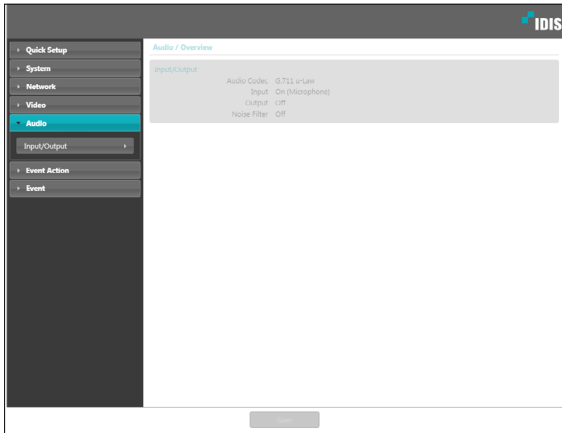 IDIS
Quick Setup
System
Network
Video
Audio
Input/Output
Event Action
Event
Audio / Overview
Input/Output
Audio Codec G.711 u-Law
Input On (Microphone)
Output Off
Noise Filter Off